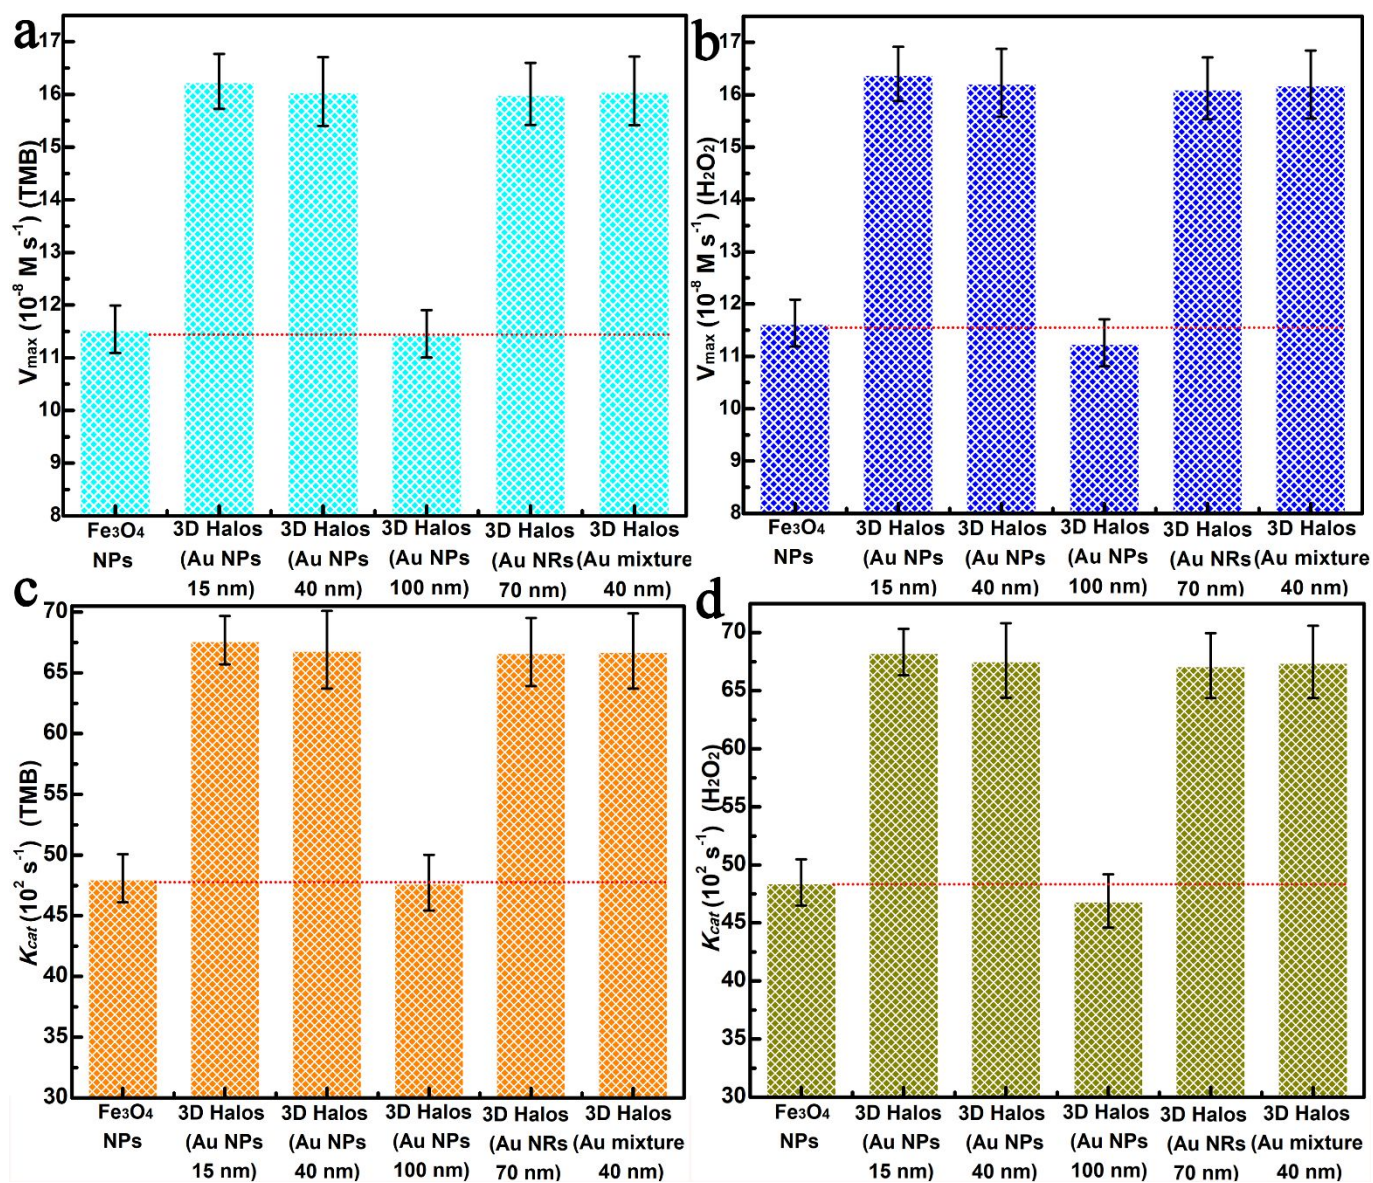 a
V_max (10^-8 M s^-1) (TMB)
17
16
15
14
13
12
11
10
9
8
Fe3O4 3D Halos 3D Halos 3D Halos 3D Halos 3D Halos
NPs (Au NPs (Au NPs (Au NPs (Au NRs (Au mixture
15 nm) 40 nm) 100 nm) 70 nm) 40 nm)
b
V_max (10^-8 M s^-1) (H2O2)
17
16
15
14
13
12
11
10
9
8
Fe3O4 3D Halos 3D Halos 3D Halos 3D Halos 3D Halos
NPs (Au NPs (Au NPs (Au NPs (Au NRs (Au mixture
15 nm) 40 nm) 100 nm) 70 nm) 40 nm)
c
Kcat (10^2 s^-1) (TMB)
70
65
60
55
50
45
40
35
30
Fe3O4 3D Halos 3D Halos 3D Halos 3D Halos 3D Halos
NPs (Au NPs (Au NPs (Au NPs (Au NRs (Au mixture
15 nm) 40 nm) 100 nm) 70 nm) 40 nm)
d
Kcat (10^2 s^-1) (H2O2)
70
65
60
55
50
45
40
35
30
Fe3O4 3D Halos 3D Halos 3D Halos 3D Halos 3D Halos
NPs (Au NPs (Au NPs (Au NPs (Au NRs (Au mixture
15 nm) 40 nm) 100 nm) 70 nm) 40 nm)